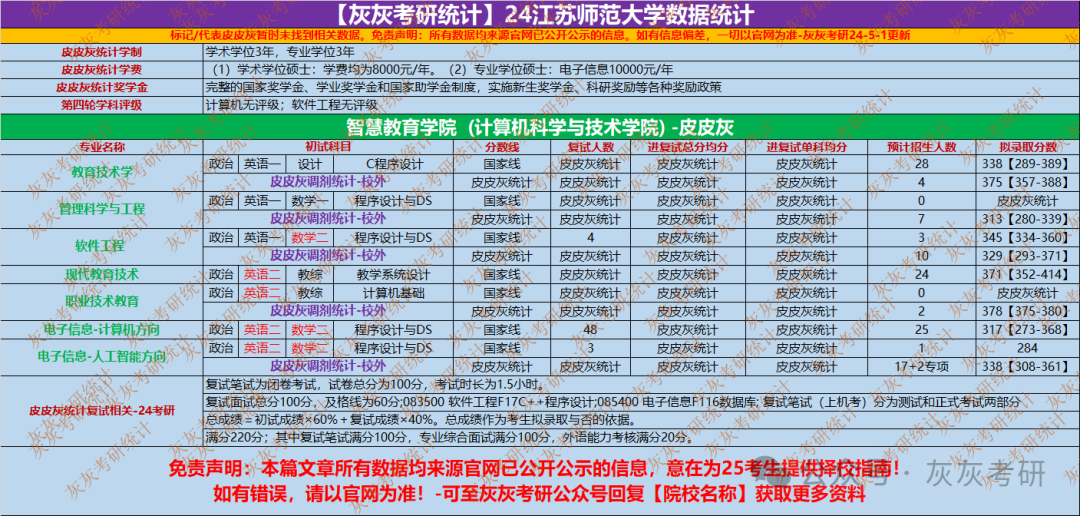 【灰灰考研统计】24江苏师范大学数据统计
标记/代表皮皮灰暂时未找到相关数据。免责声明：所有数据均来源官网已公开公示的信息。如有信息偏差，一切以官网为准-灰灰考研24-5-1更新
皮皮灰统计学制 学术学位3年，专业学位3年
皮皮灰统计学费 （1）学术学位硕士：学费均为8000元/年。（2）专业学位硕士：电子信息10000元/年
皮皮灰统计奖学金 完整的国家奖学金、学业奖学金和国家助学金制度，实施新生奖学金、科研奖励等各种奖励政策
第四轮学科评级 计算机无评级；软件工程无评级
智慧教育学院（计算机科学与技术学院）-皮皮灰
专业名称 初试科目 分数线 复试人数 进复试总分均分 进复试单科均分 预计招生人数 拟录取分数
教育技术学 政治 英语一 设计 C程序设计 国家线 皮皮灰统计 皮皮灰统计 皮皮灰统计 28 338【289-389】
皮皮灰调剂统计-校外 皮皮灰统计 皮皮灰统计 皮皮灰统计 皮皮灰统计 4 375【357-388】
管理科学与工程 政治 英语一 数学一 程序设计与DS 国家线 皮皮灰统计 皮皮灰统计 皮皮灰统计 0 皮皮灰统计
皮皮灰调剂统计-校外 皮皮灰统计 皮皮灰统计 皮皮灰统计 皮皮灰统计 7 313【280-339】
软件工程 政治 英语一 数学二 程序设计与DS 国家线 4 皮皮灰统计 皮皮灰统计 3 345【334-360】
皮皮灰调剂统计-校外 皮皮灰统计 皮皮灰统计 皮皮灰统计 皮皮灰统计 10 329【293-371】
现代教育技术 政治 英语二 教综 教学系统设计 国家线 皮皮灰统计 皮皮灰统计 皮皮灰统计 24 371【352-414】
职业技术教育 政治 英语二 教综 计算机基础 国家线 皮皮灰统计 皮皮灰统计 皮皮灰统计 0 皮皮灰统计
皮皮灰调剂统计-校外 皮皮灰统计 皮皮灰统计 皮皮灰统计 皮皮灰统计 2 378【375-380】
电子信息-计算机方向 政治 英语二 数学二 程序设计与DS 国家线 48 皮皮灰统计 皮皮灰统计 25 317【273-368】
电子信息-人工智能方向 政治 英语二 数学二 程序设计与DS 国家线 3 皮皮灰统计 皮皮灰统计 1 284
皮皮灰调剂统计-校外 皮皮灰统计 皮皮灰统计 皮皮灰统计 皮皮灰统计 17+2专项 338【308-361】
皮皮灰统计复试相关-24考研 复试笔试为闭卷考试，试卷总分为100分，考试时长为1.5小时。
复试面试总分100分，及格线为60分;083500 软件工程F17C++程序设计;085400 电子信息F116数据库; 复试笔试（上机考）分为测试和正式考试两部分
总成绩＝初试成绩×60%＋复试成绩×40%。总成绩作为考生拟录取与否的依据。
满分220分；其中复试笔试满分100分，专业综合面试满分100分，外语能力考核满分20分。
免责声明：本篇文章所有数据均来源官网已公开公示的信息，意在为25考生提供择校指南！
如有错误，请以官网为准！-可至灰灰考研公众号回复【院校名称】获取更多资料
公众号 · 灰灰考研